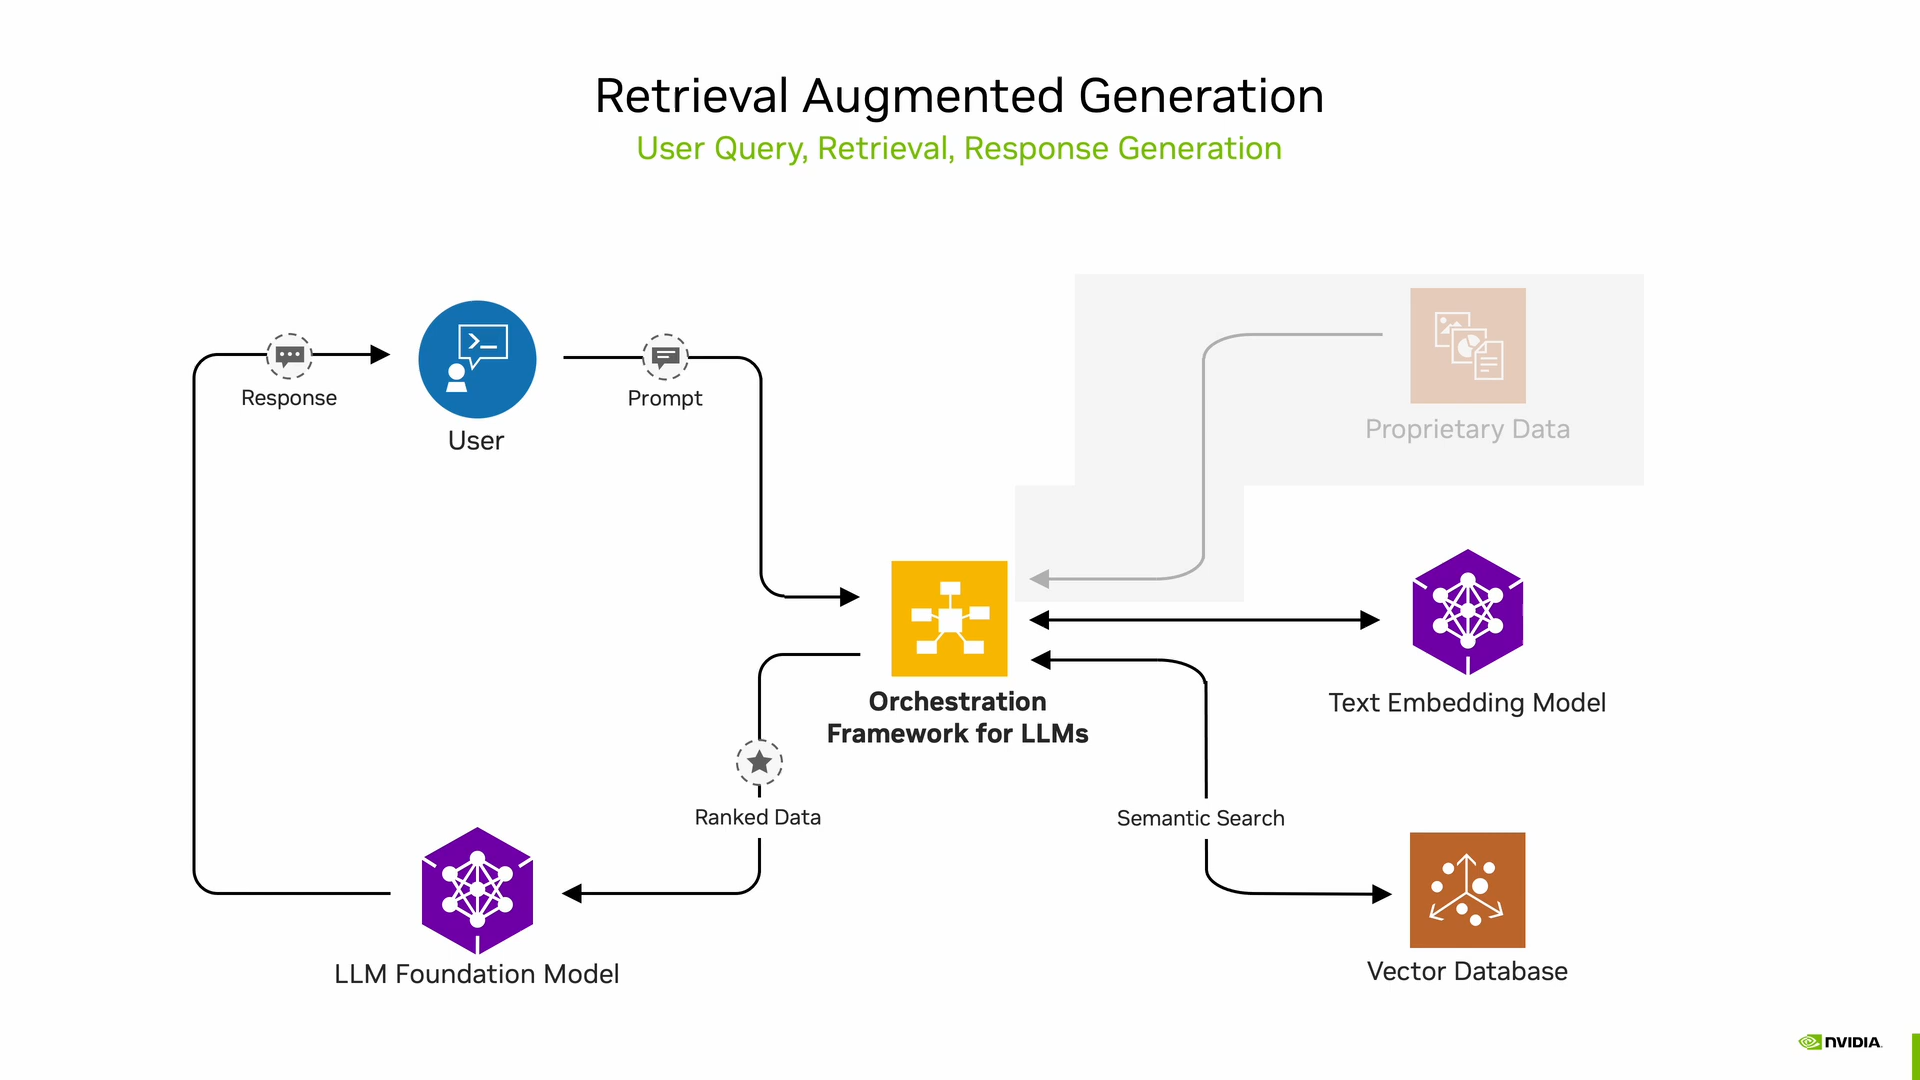 Retrieval Augmented Generation
User Query, Retrieval, Response Generation
Response
User
Prompt
Proprietary Data
Orchestration
Framework for LLMs
Text Embedding Model
Ranked Data
Semantic Search
LLM Foundation Model
Vector Database
NVIDIA